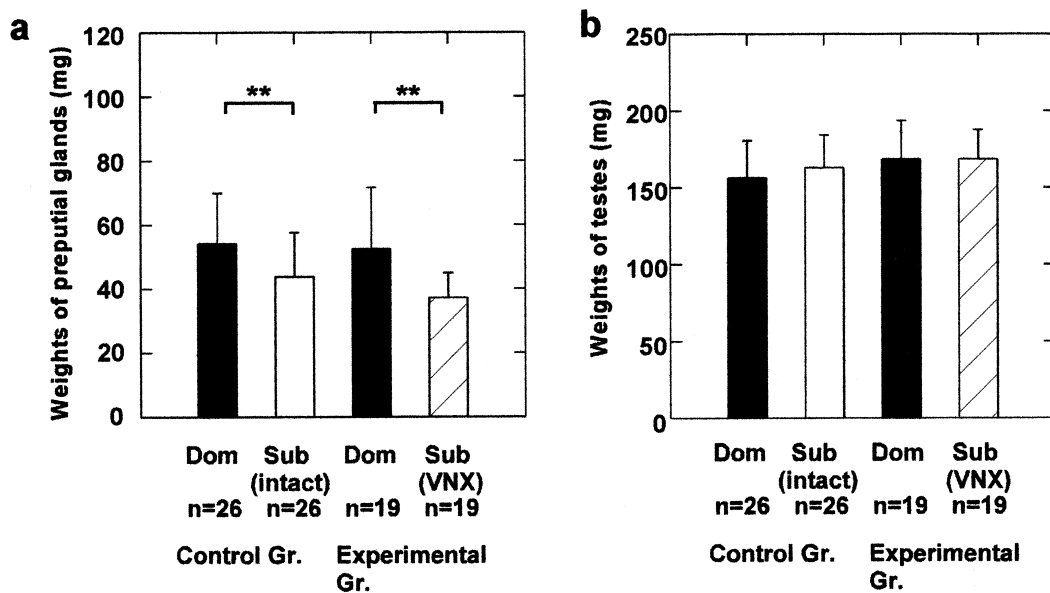 a
Weights of preputial glands (mg)
120
100
80
60
40
20
0
**
**
Dom Sub Dom Sub
(intact) (VNX)
n=26 n=26 n=19 n=19
Control Gr. Experimental
Gr.
b
Weights of testes (mg)
250
200
150
100
50
0
Dom Sub Dom Sub
(intact) (VNX)
n=26 n=26 n=19 n=19
Control Gr. Experimental
Gr.